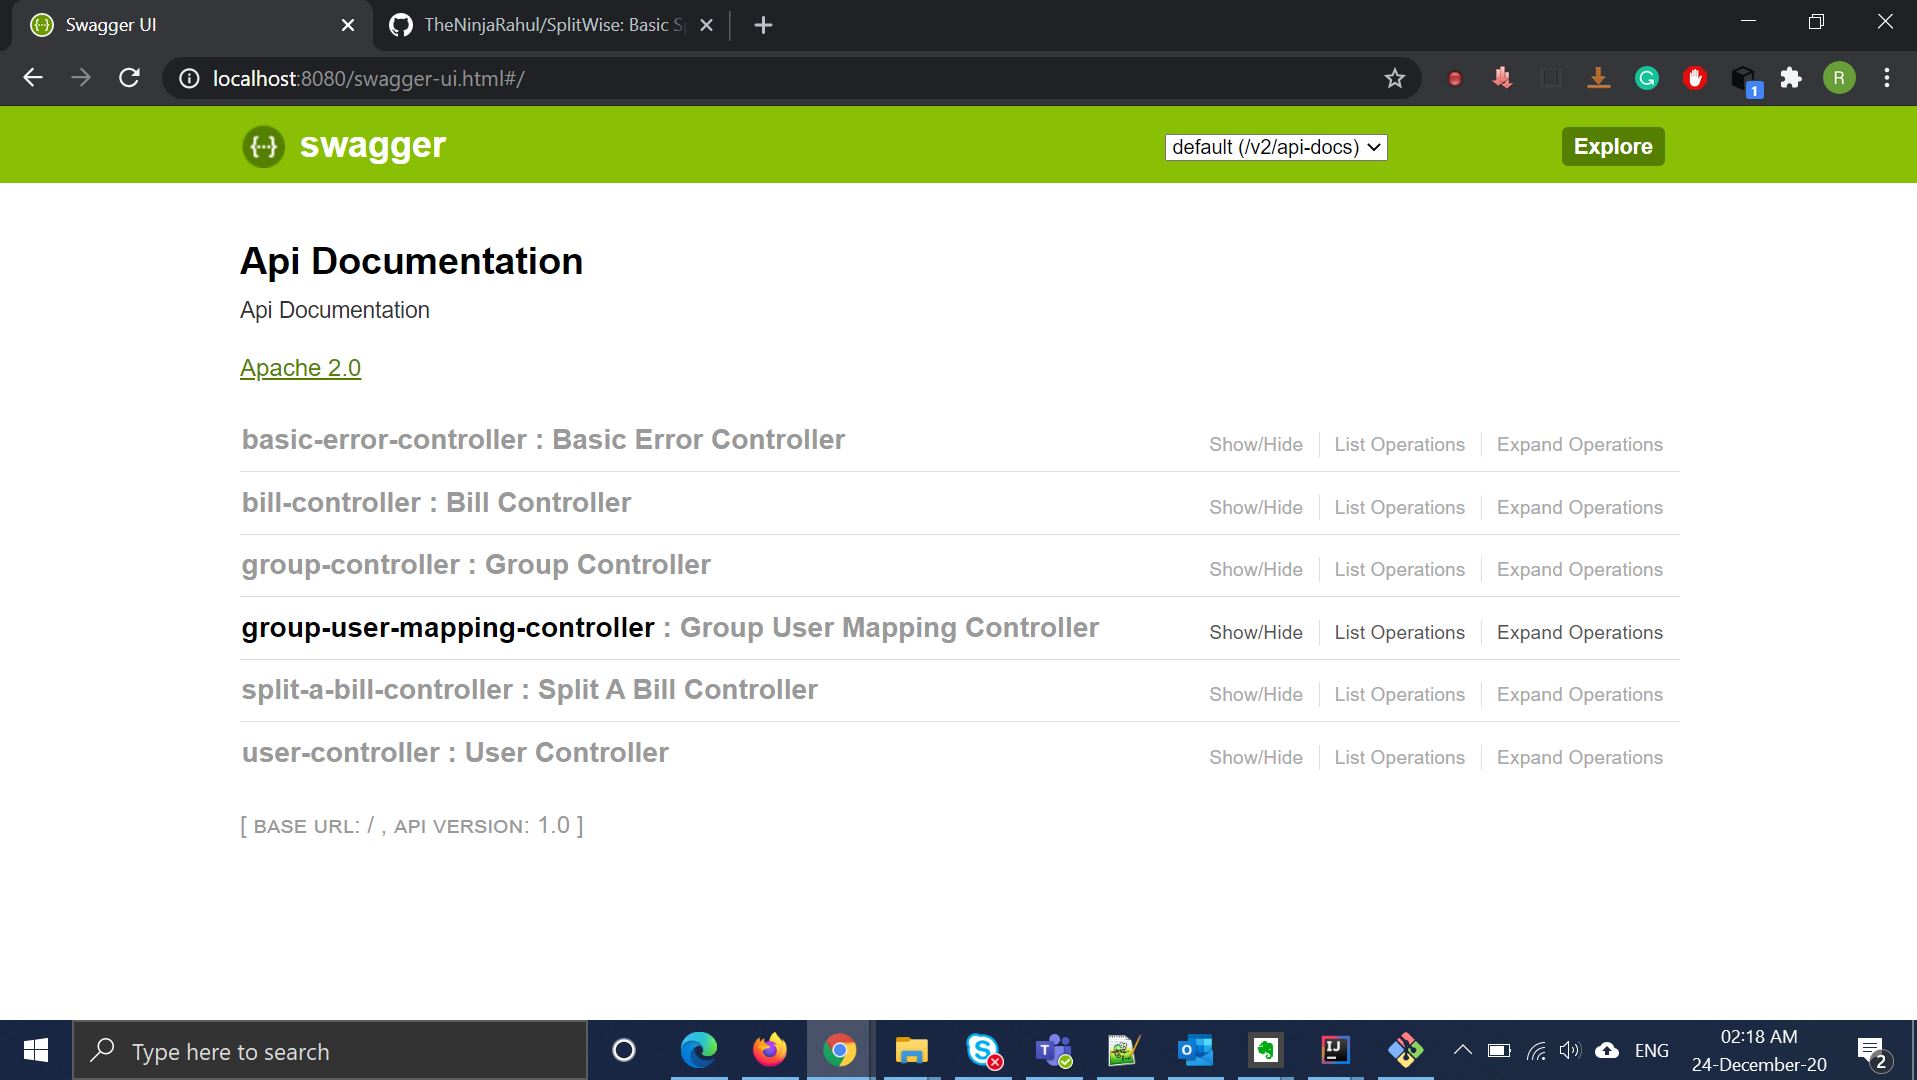 Swagger UI
TheNinjaRahul/SplitWise: Basic S
localhost:8080/swagger-ui.html#/
1
R
swagger
default (/v2/api-docs)
Explore
Api Documentation
Api Documentation
Apache 2.0
basic-error-controller : Basic Error Controller
Show/Hide
List Operations
Expand Operations
bill-controller : Bill Controller
Show/Hide
List Operations
Expand Operations
group-controller : Group Controller
Show/Hide
List Operations
Expand Operations
group-user-mapping-controller : Group User Mapping Controller
Show/Hide
List Operations
Expand Operations
split-a-bill-controller : Split A Bill Controller
Show/Hide
List Operations
Expand Operations
user-controller : User Controller
Show/Hide
List Operations
Expand Operations
[ BASE URL: / , API VERSION: 1.0 ]
Type here to search
ENG
02:18 AM
24-December-20
2